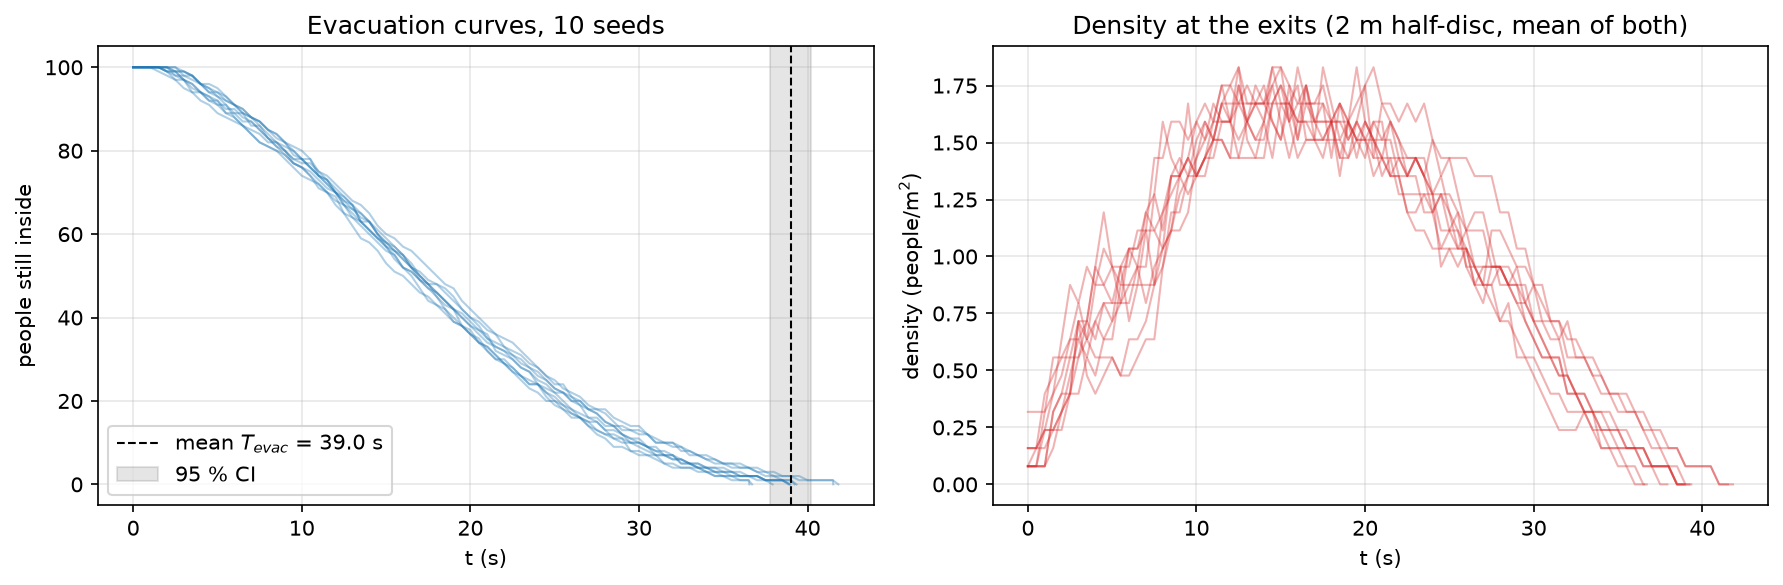 Evacuation curves, 10 seeds
people still inside
100
80
60
40
20
0
mean T_evac = 39.0 s
95 % CI
0 10 20 30 40
t (s)
Density at the exits (2 m half-disc, mean of both)
density (people/m²)
1.75
1.50
1.25
1.00
0.75
0.50
0.25
0.00
0 10 20 30 40
t (s)